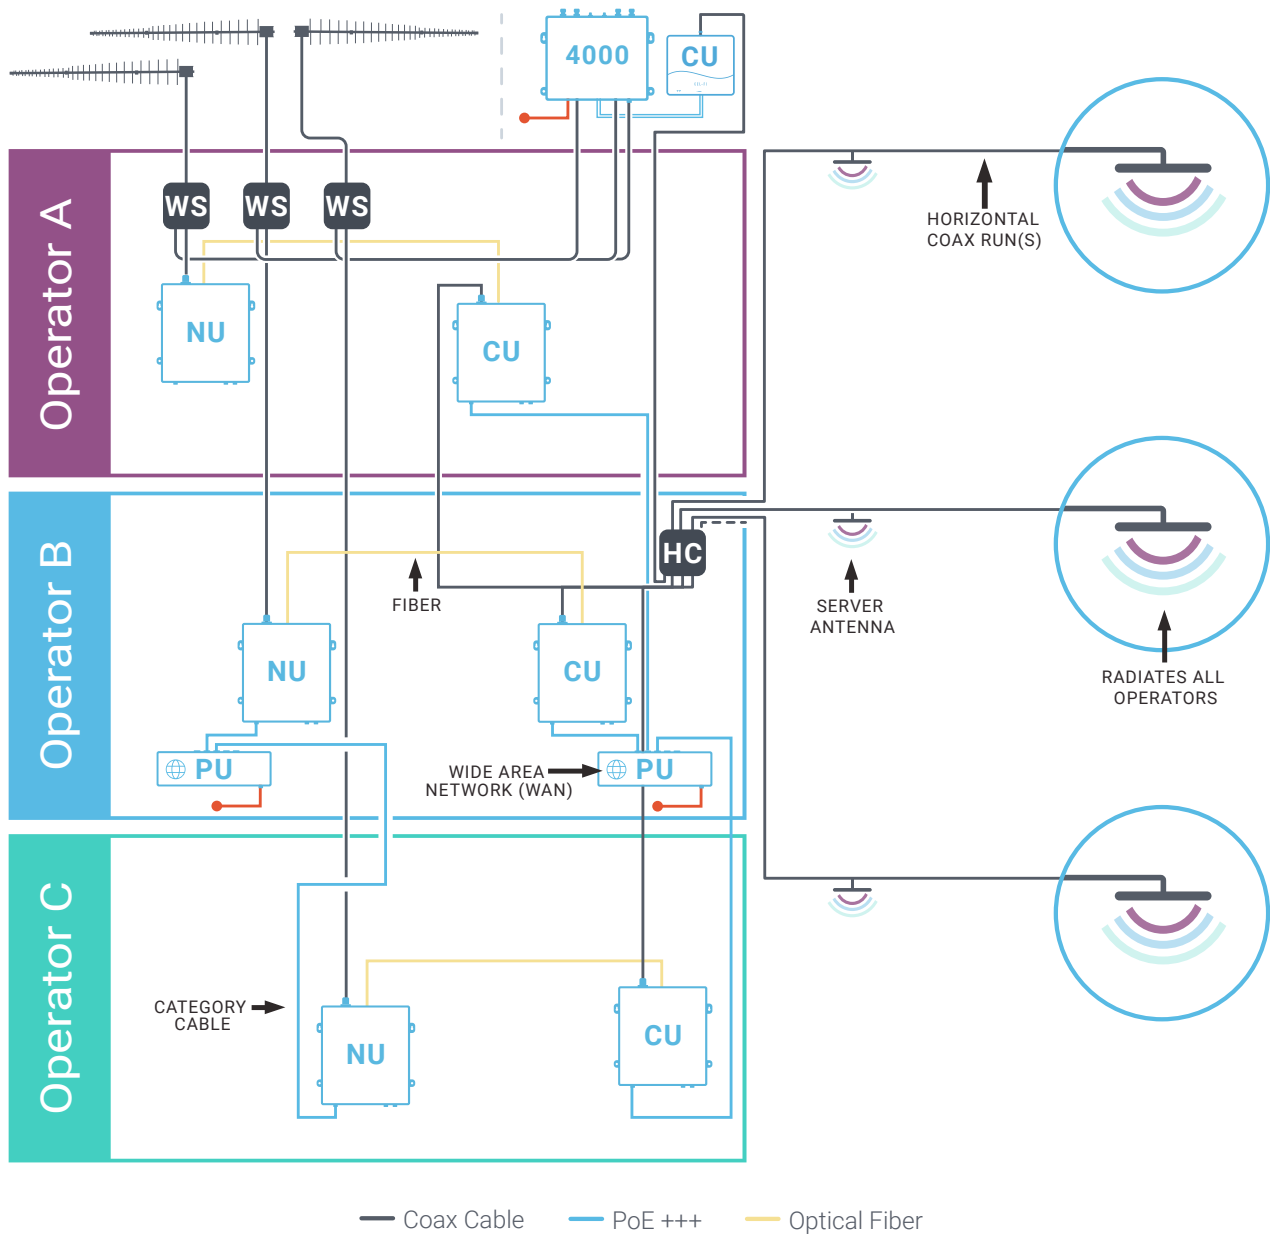 4000
CU
Operator A
WS
WS
WS
NU
CU
HORIZONTAL
COAX RUN(S)
Operator B
HC
FIBER
NU
CU
SERVER
ANTENNA
RADIATES ALL
OPERATORS
PU
WIDE AREA
NETWORK (WAN)
PU
Operator C
CATEGORY
CABLE
NU
CU
Coax Cable
PoE +++
Optical Fiber